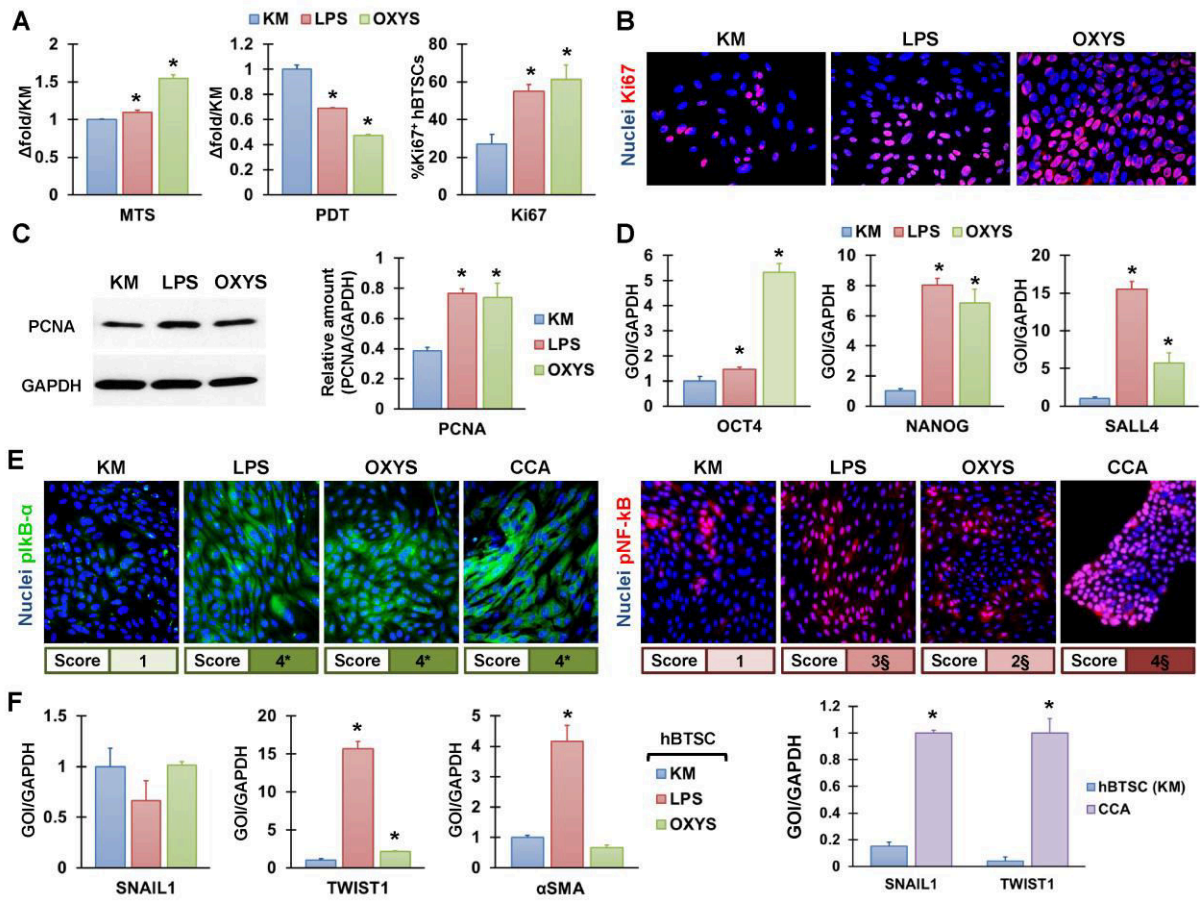 A
KM LPS OXYS
Δfold/KM
2
1.5
1
0.5
0
*
*
MTS
Δfold/KM
1.2
1
0.8
0.6
0.4
0.2
0
*
*
PDT
%Ki67⁺ hBTSCs
80
60
40
20
0
*
*
Ki67
B
KM LPS OXYS
Nuclei Ki67
C
KM LPS OXYS
PCNA
GAPDH
Relative amount
(PCNA/GAPDH)
1
0.8
0.6
0.4
0.2
0
*
*
PCNA
KM
LPS
OXYS
D
KM LPS OXYS
GOI/GAPDH
6
5
4
3
2
1
0
*
*
OCT4
GOI/GAPDH
10
8
6
4
2
0
*
*
NANOG
GOI/GAPDH
20
15
10
5
0
*
*
SALL4
E
KM LPS OXYS CCA
Nuclei pIkB-α
Score 1
Score 4*
Score 4*
Score 4*
KM LPS OXYS CCA
Nuclei pNF-kB
Score 1
Score 3§
Score 2§
Score 4§
F
GOI/GAPDH
1.5
1
0.5
0
SNAIL1
GOI/GAPDH
20
15
10
5
0
*
*
TWIST1
GOI/GAPDH
5
4
3
2
1
0
*
αSMA
hBTSC
KM
LPS
OXYS
GOI/GAPDH
1.2
1
0.8
0.6
0.4
0.2
0
*
*
SNAIL1 TWIST1
hBTSC (KM)
CCA